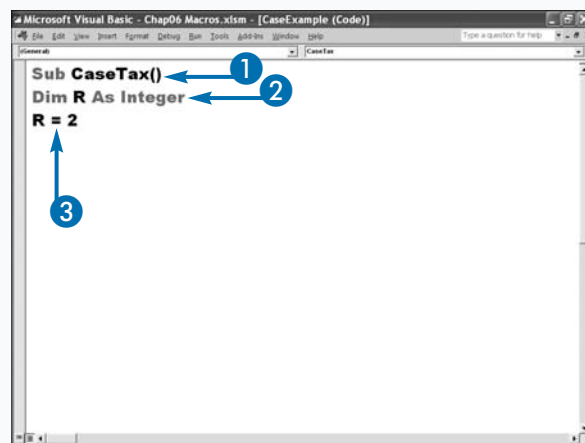 Microsoft Visual Basic - Chap06 Macros.xlsm - [CaseExample (Code)]
File Edit View Insert Format Debug Run Tools Add-Ins Window Help Type a question for help
(General) CaseTax
Sub CaseTax() 1
Dim R As Integer 2
R = 2
3